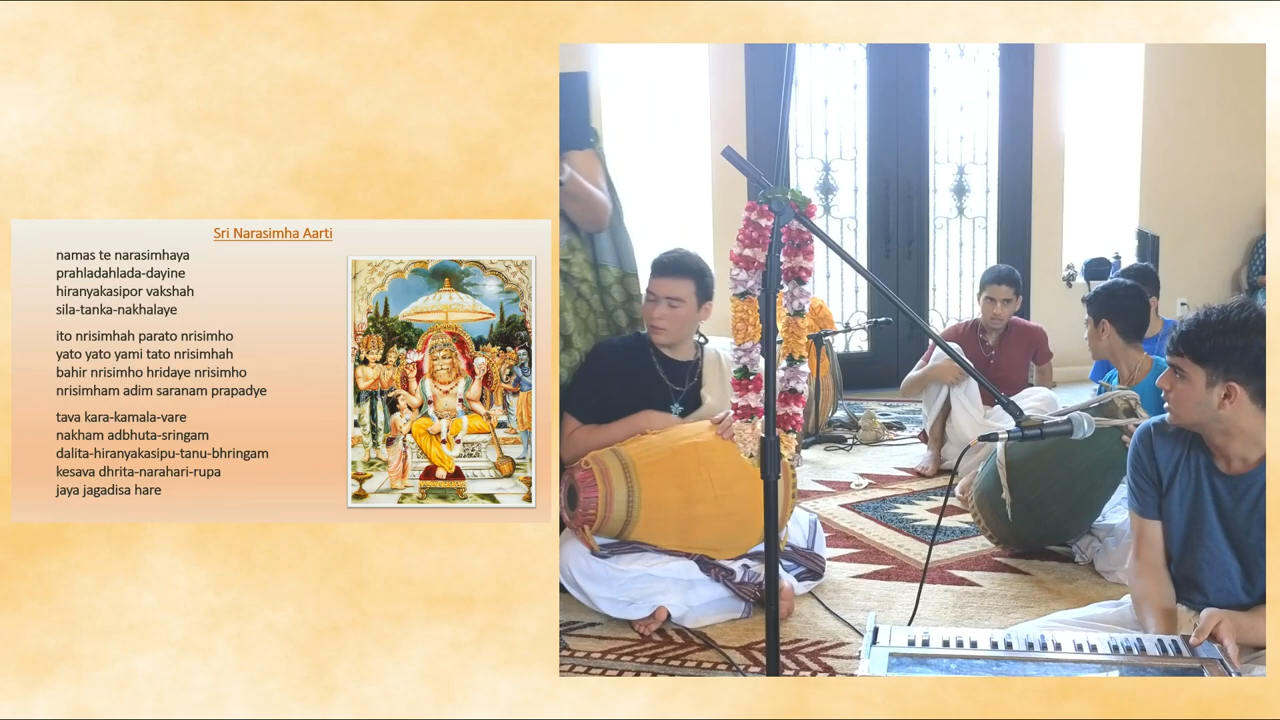 Sri Narasimha Aarti
namas te narasimhaya
prahladahlada-dayine
hiranyakasipor vakshah
sila-tanka-nakhalaye
ito nrisimhah parato nrisimho
yato yato yami tato nrisimhah
bahir nrisimho hridaye nrisimho
nrisimham adim saranam prapadye
tava kara-kamala-vare
nakham adbhuta-sringam
dalita-hiranyakasipu-tanu-bhringam
kesava dhrita-narahari-rupa
jaya jagadisa hare